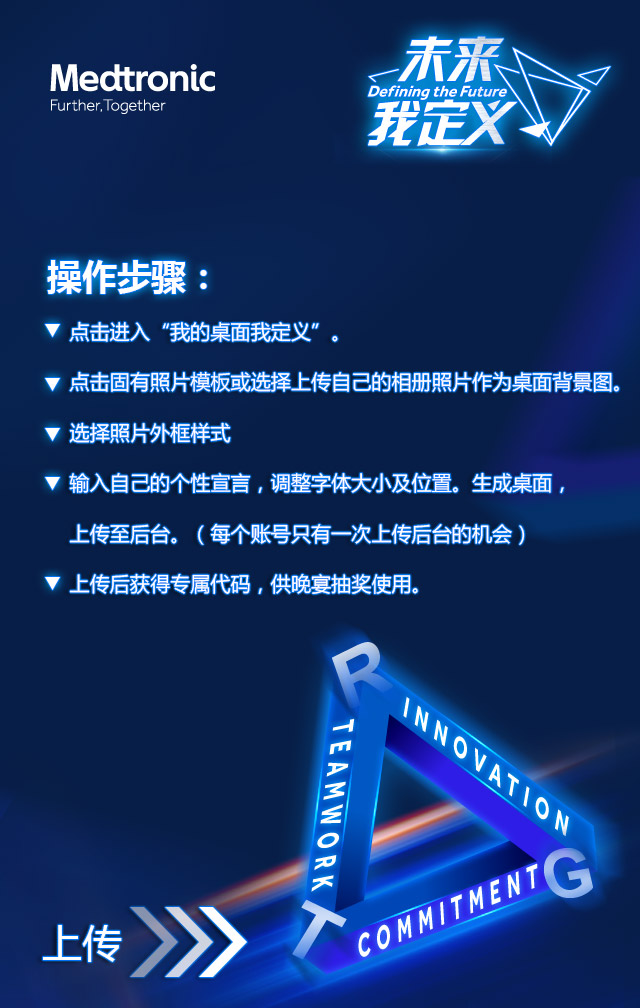 Medtronic
Further,Together
未来
Defining the Future
我定义
操作步骤：
点击进入“我的桌面我定义”。
点击固有照片模板或选择上传自己的相册照片作为桌面背景图。
选择照片外框样式
输入自己的个性宣言，调整字体大小及位置。生成桌面，
上传至后台。（每个账号只有一次上传后台的机会）
上传后获得专属代码，供晚宴抽奖使用。
R
INNOVATION
TEAMWORK
G
COMMITMENT
T
上传